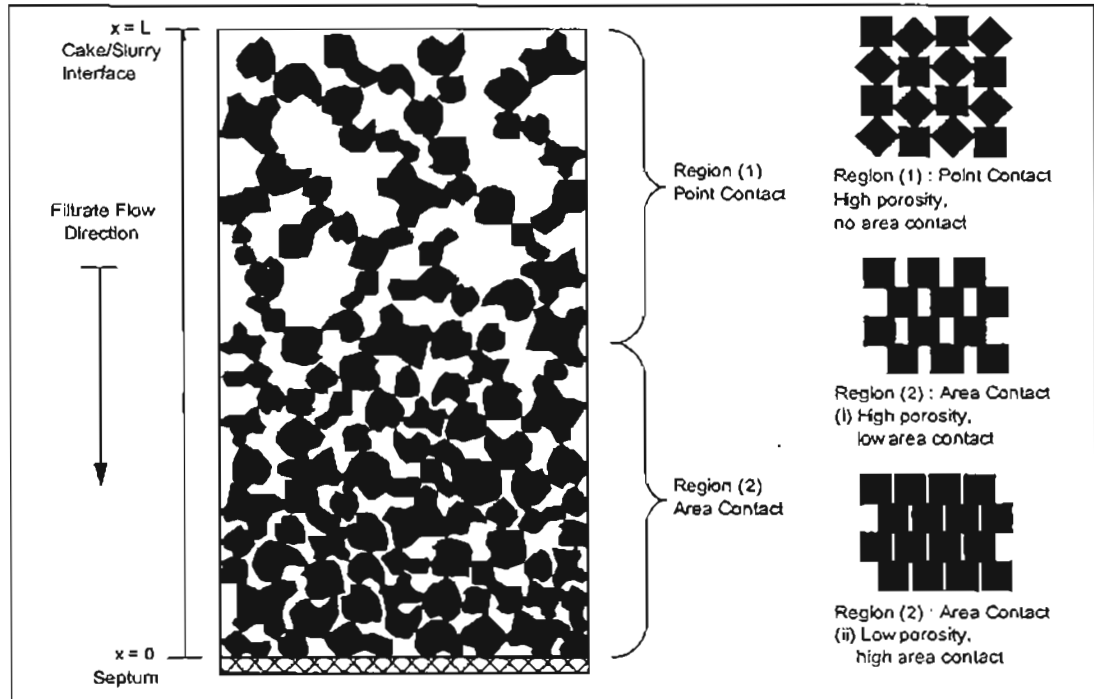 x = L
Cake/Slurry
Interface
Filtrate Flow
Direction
x = 0
Septum
Region (1)
Point Contact
Region (2)
Area Contact
Region (1) : Point Contact
High porosity,
no area contact
Region (2) : Area Contact
(i) High porosity,
low area contact
Region (2) : Area Contact
(ii) Low porosity,
high area contact